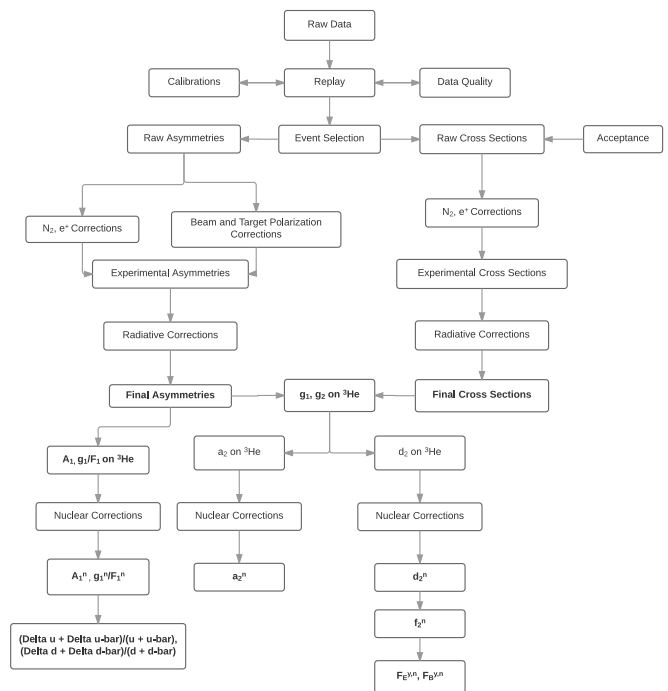 Raw Data
Calibrations
Replay
Data Quality
Raw Asymmetries
Event Selection
Raw Cross Sections
Acceptance
N₂, e⁺ Corrections
Beam and Target Polarization
Corrections
N₂, e⁺ Corrections
Experimental Asymmetries
Experimental Cross Sections
Radiative Corrections
Radiative Corrections
Final Asymmetries
g₁, g₂ on ³He
Final Cross Sections
A₁, g₁/F₁ on ³He
a₂ on ³He
d₂ on ³He
Nuclear Corrections
Nuclear Corrections
Nuclear Corrections
A₁ⁿ, g₁ⁿ/F₁ⁿ
a₂ⁿ
d₂ⁿ
(Delta u + Delta u-bar)/(u + u-bar),
(Delta d + Delta d-bar)/(d + d-bar)
f₂ⁿ
F_E^{y,n}, F_B^{y,n}